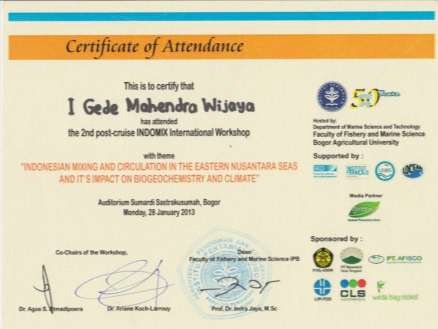 Certificate of Attendance
This is to certify that
I Gede Mahendra Wijaya
has attended
the 2nd post-cruise INDOMIX International Workshop
with theme
"INDONESIAN MIXING AND CIRCULATION IN THE EASTERN NUSANTARA SEAS
AND IT'S IMPACT ON BIOGEOCHEMISTRY AND CLIMATE"
Auditorium Sumardi Sastrakusumah, Bogor
Monday, 28 January 2013
Co-Chairs of the Workshop,
Dean
Faculty of Fishery and Marine Science IPB
Dr. Agus S. Atmadipoera
Dr. Ariane Koch-Larrouy
Prof. Dr. Indra Jaya, M.Sc
50
Hosted by:
Department of Marine Science and Technology
Faculty of Fishery and Marine Science
Bogor Agricultural University
Supported by :
Media Partner
Sponsored by :
PT. AFISCO
CLS